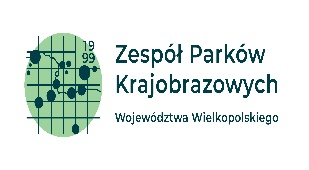 19
99
Zespół Parków
Krajobrazowych
Województwa Wielkopolskiego